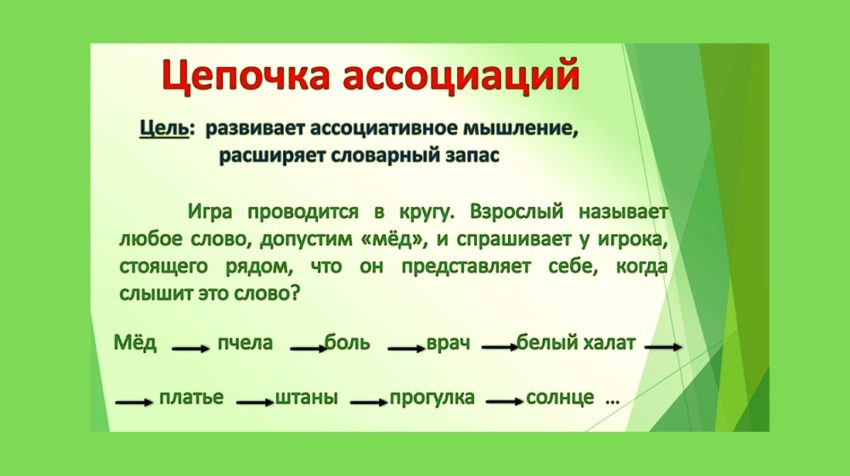 Цепочка ассоциаций
Цель: развивает ассоциативное мышление,
расширяет словарный запас
Игра проводится в кругу. Взрослый называет
любое слово, допустим «мёд», и спрашивает у игрока,
стоящего рядом, что он представляет себе, когда
слышит это слово?
Мёд пчела боль врач белый халат
платье штаны прогулка солнце ...